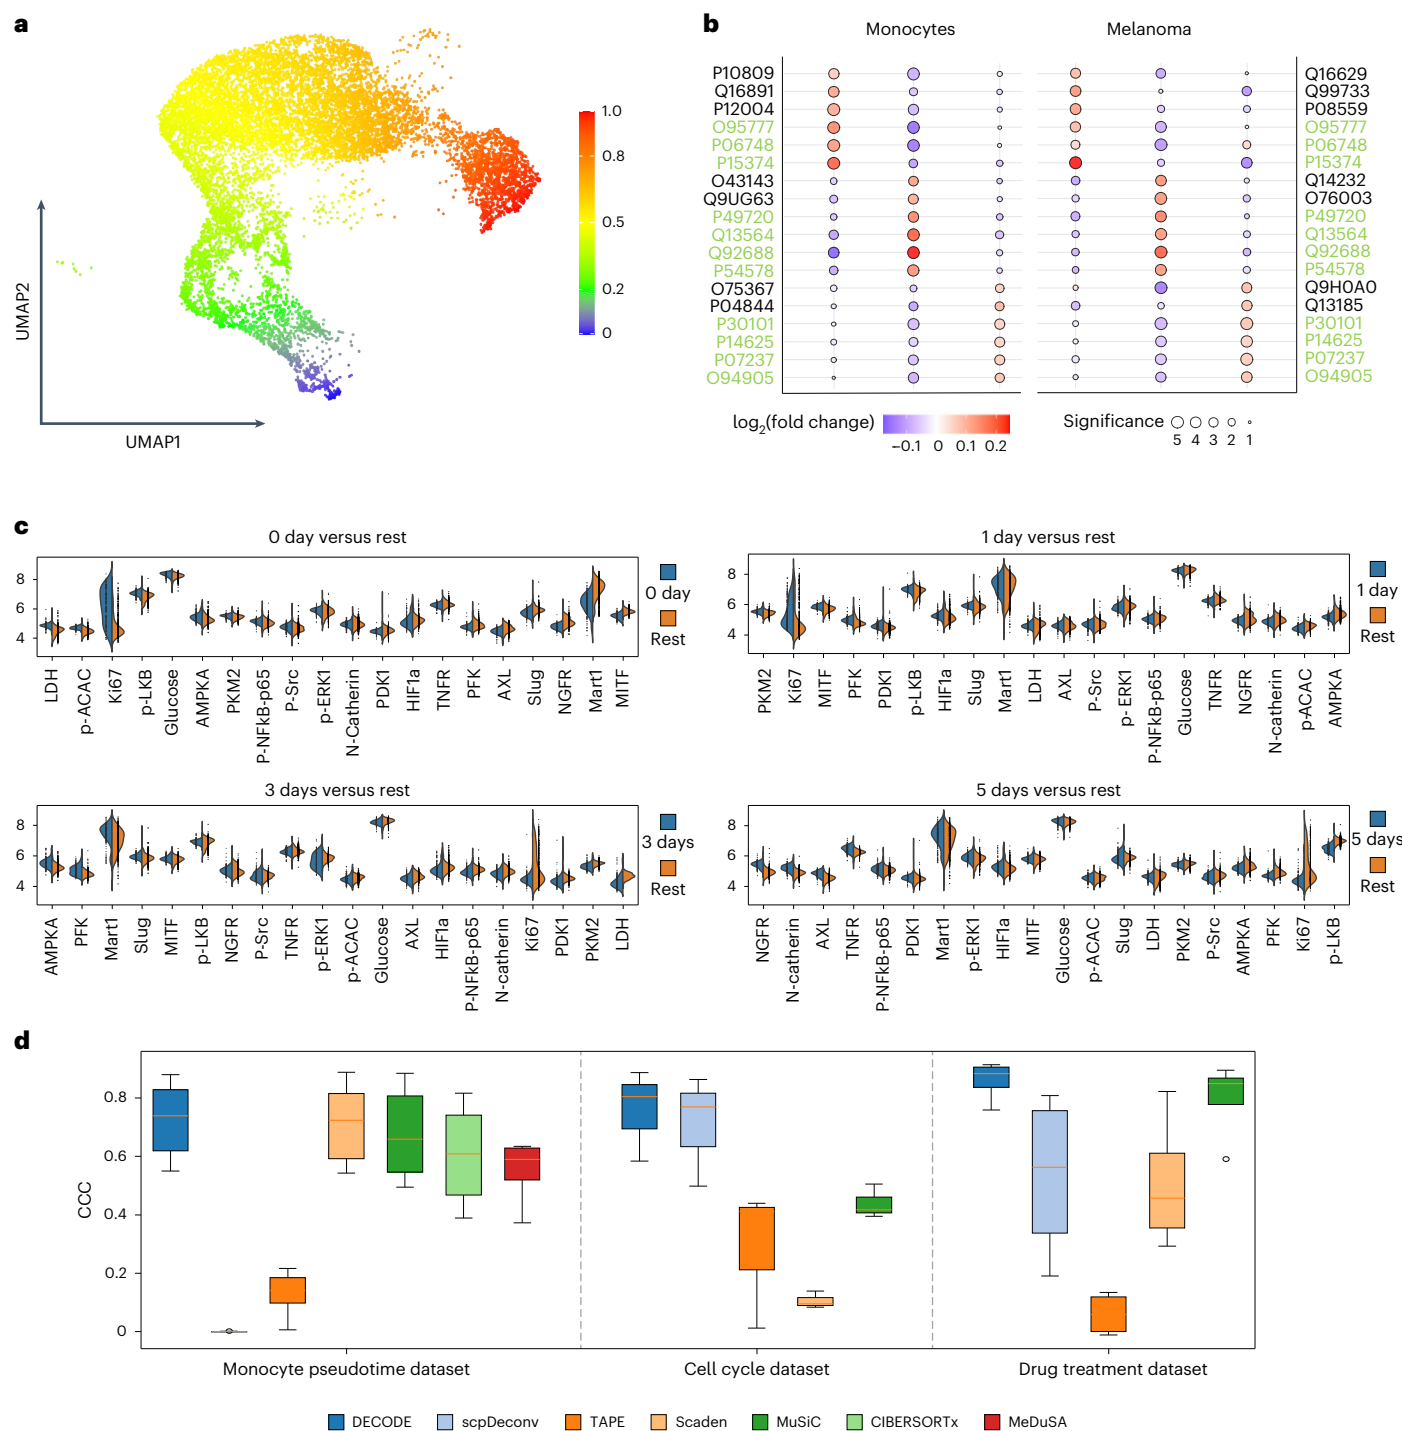 a
UMAP2
UMAP1
1.0
0.8
0.5
0.2
0
b
Monocytes
Melanoma
P10809
Q16891
P12004
O95777
P06748
P15374
O43143
Q9UG63
P49720
Q13564
Q92688
P54578
O75367
P04844
P30101
P14625
P07237
O94905
Q16629
Q99733
P08559
O95777
P06748
P15374
Q14232
O76003
P49720
Q13564
Q92688
P54578
Q9H0A0
Q13185
P30101
P14625
P07237
O94905
log2(fold change)
−0.1 0 0.1 0.2
Significance
5 4 3 2 1
c
0 day versus rest
8
6
4
LDH p-ACAC Ki67 p-LKB Glucose AMPKA PKM2 P-NFkB-p65 P-Src p-ERK1 N-Catherin PDK1 HIF1a TNFR PFK AXL Slug NGFR Mart1 MITF
0 day
Rest
1 day versus rest
8
6
4
PKM2 Ki67 MITF PFK PDK1 p-LKB HIF1a Slug Mart1 LDH AXL P-Src p- ERK1 P-NFkB-p65 Glucose TNFR NGFR N-catherin p-ACAC AMPKA
1 day
Rest
3 days versus rest
8
6
4
AMPKA PFK Mart1 Slug MITF p-LKB NGFR P-Src TNFR p-ERK1 p-ACAC Glucose AXL HIF1a P-NFkB-p65 N-catherin Ki67 PDK1 PKM2 LDH
3 days
Rest
5 days versus rest
8
6
4
NGFR N-catherin AXL TNFR P-NFkB-p65 PDK1 Mart1 p-ERK1 HIF1a MITF Glucose p-ACAC Slug LDH PKM2 P-Src AMPKA PFK Ki67 p-LKB
5 days
Rest
d
CCC
0.8
0.6
0.4
0.2
0
Monocyte pseudotime dataset
Cell cycle dataset
Drug treatment dataset
DECODE scpDeconv TAPE Scaden MuSiC CIBERSORTx MeDuSA